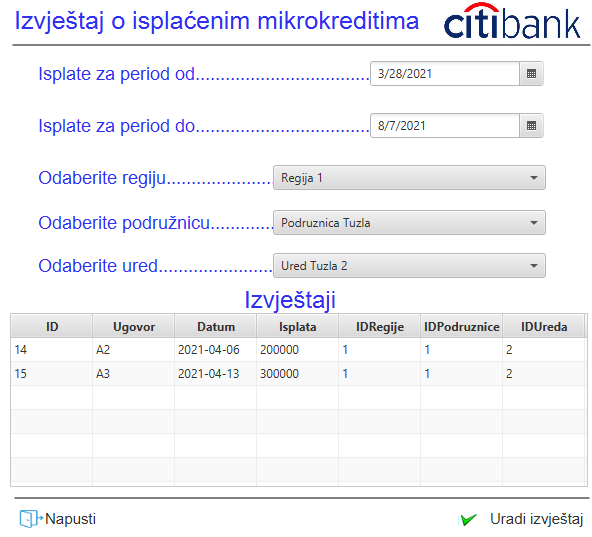 Izvještaj o isplaćenim mikrokreditima
citibank
Isplate za period od.................................. 3/28/2021
Isplate za period do.................................. 8/7/2021
Odaberite regiju..................... Regija 1
Odaberite podružnicu............ Podruznica Tuzla
Odaberite ured...................... Ured Tuzla 2
Izvještaji
ID Ugovor Datum Isplata IDRegije IDPodruznice IDUreda
14 A2 2021-04-06 200000 1 1 2
15 A3 2021-04-13 300000 1 1 2
Napusti Uradi izvještaj